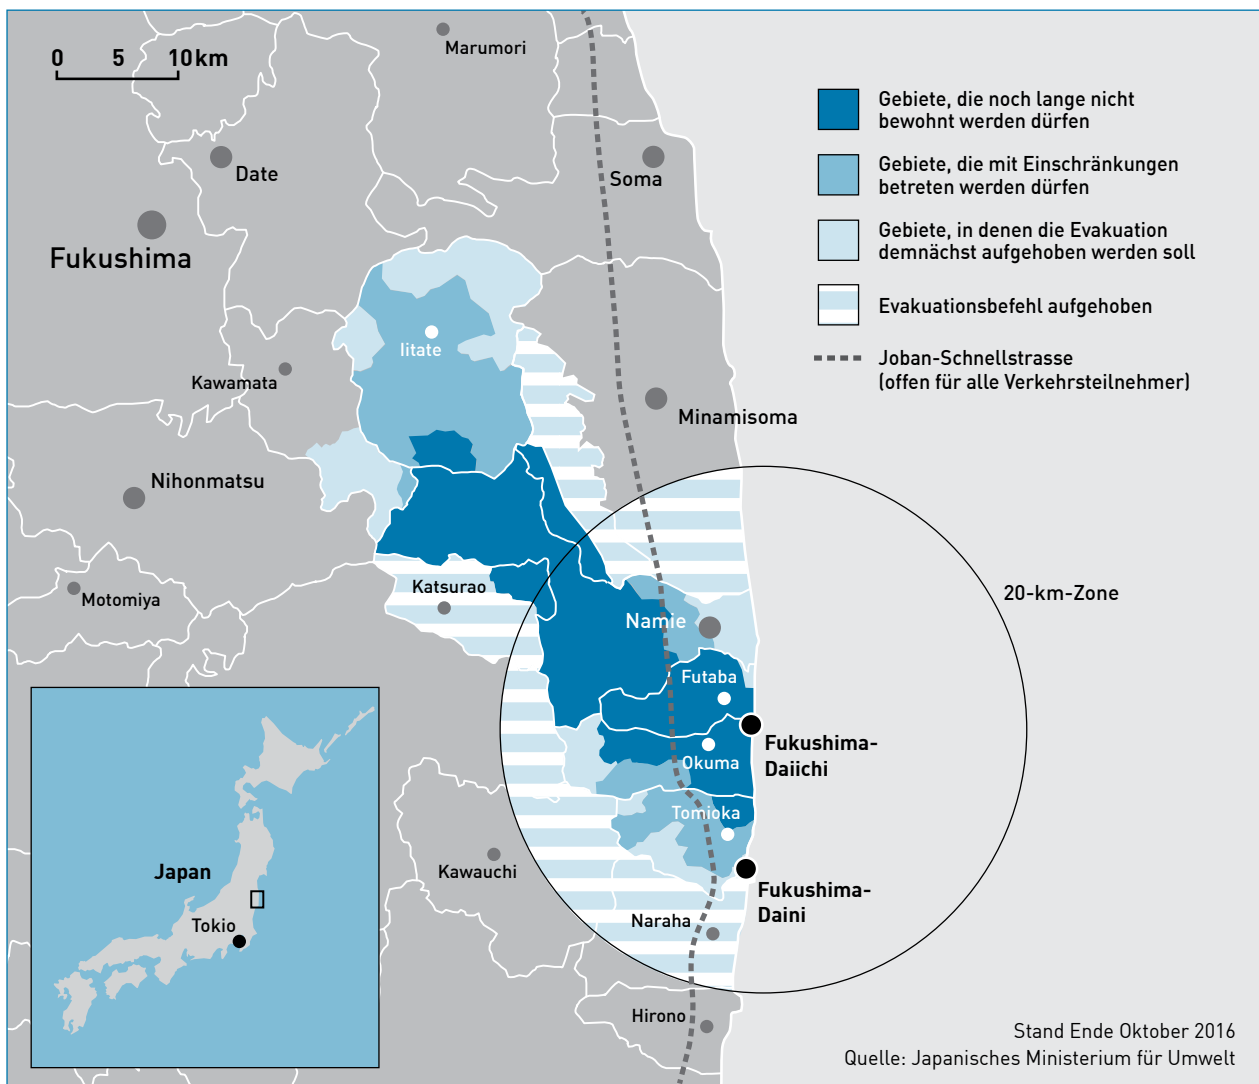 0 5 10 km
Marumori
Gebiete, die noch lange nicht
bewohnt werden dürfen
Gebiete, die mit Einschränkungen
betreten werden dürfen
Gebiete, in denen die Evakuation
demnächst aufgehoben werden soll
Evakuationsbefehl aufgehoben
Joban-Schnellstrasse
(offen für alle Verkehrsteilnehmer)
Date
Soma
Fukushima
Iitate
Kawamata
Minamisoma
Nihonmatsu
Motomiya
Katsurao
20-km-Zone
Namie
Futaba
Fukushima-
Daiichi
Okuma
Tomioka
Kawauchi
Fukushima-
Daini
Naraha
Japan
Tokio
Hirono
Stand Ende Oktober 2016
Quelle: Japanisches Ministerium für Umwelt